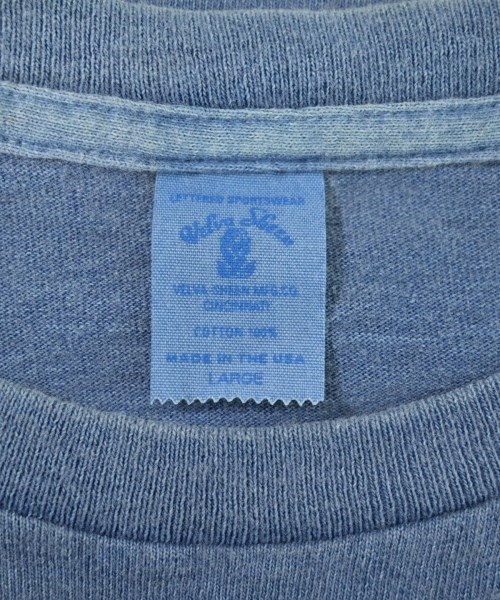 LETTERED SPORTSWEAR
Velva Sheen
VELVA-SHEEN MFG.CO.
CINCINNATI
COTTON 100%
MADE IN THE USA
LARGE